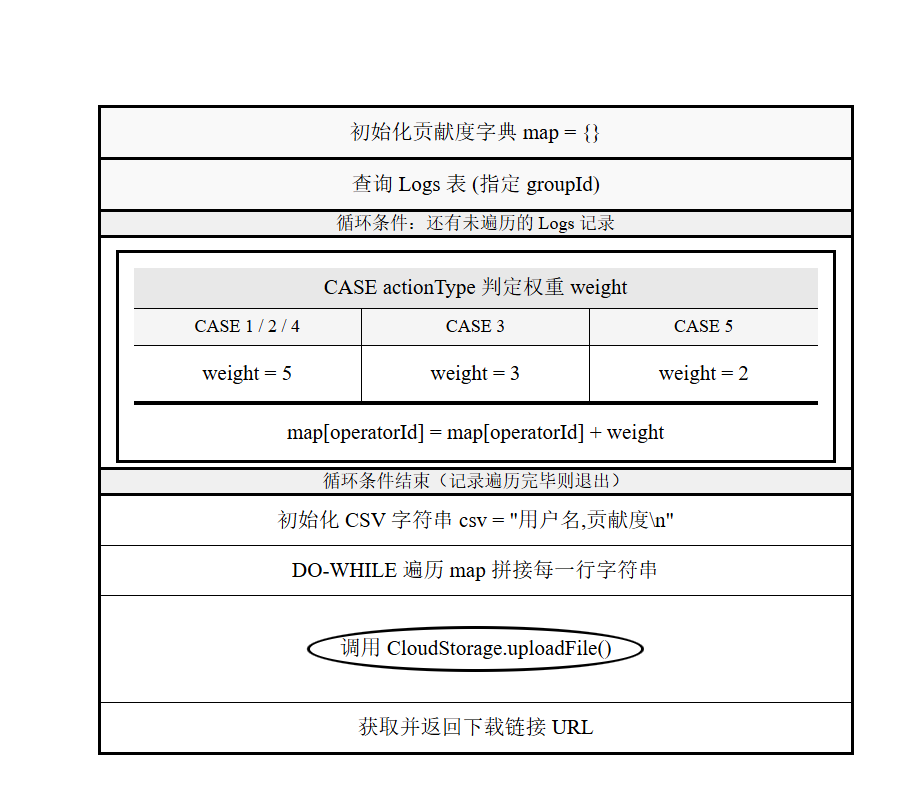 初始化贡献度字典 map = {}
查询 Logs 表 (指定 groupId)
循环条件：还有未遍历的 Logs 记录
CASE actionType 判定权重 weight
CASE 1 / 2 / 4
CASE 3
CASE 5
weight = 5
weight = 3
weight = 2
map[operatorId] = map[operatorId] + weight
循环条件结束（记录遍历完毕则退出）
初始化 CSV 字符串 csv = "用户名,贡献度\n"
DO-WHILE 遍历 map 拼接每一行字符串
调用 CloudStorage.uploadFile()
获取并返回下载链接 URL